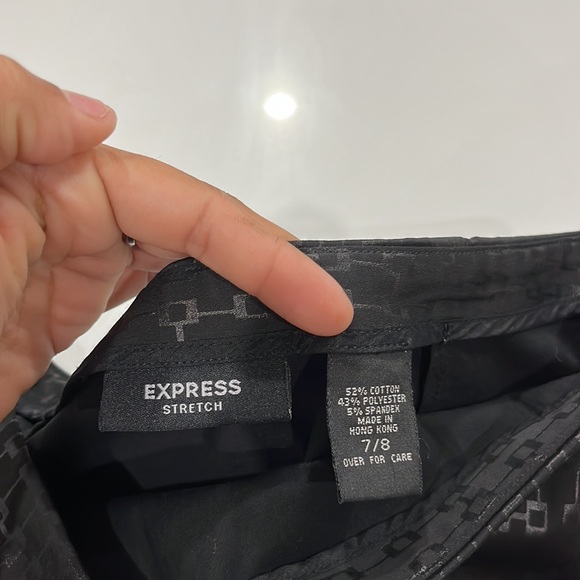 EXPRESS
STRETCH
52% COTTON
43% POLYESTER
5% SPANDEX
MADE IN
HONG KONG
7/8
OVER FOR CARE